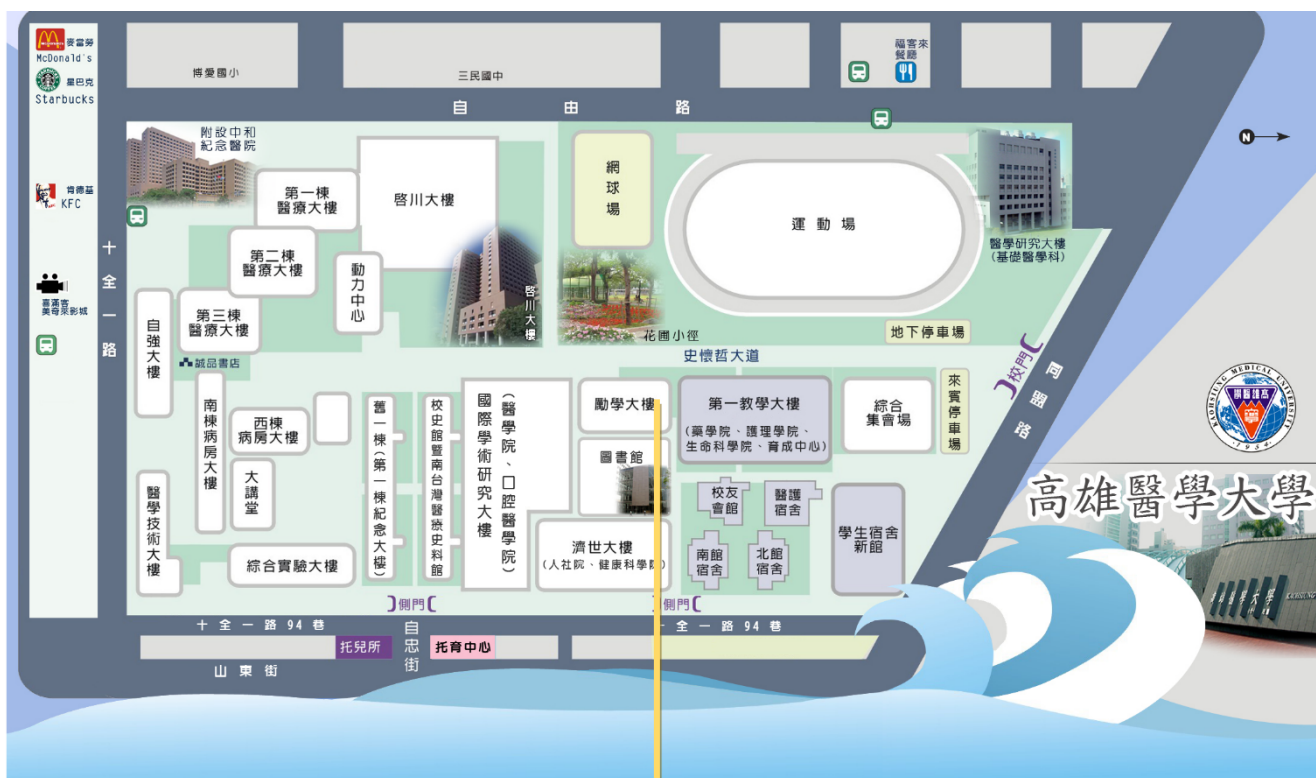 麥當勞
McDonald's
星巴克
Starbucks
肯德基
KFC
喜滿客
美奇萊影城
博愛國小
三民國中
福客來
餐廳
自由路
N
附設中和
紀念醫院
第一棟
醫療大樓
啓川大樓
網球場
運動場
醫學研究大樓
(基礎醫學科)
十全一路
第二棟
醫療大樓
動力中心
啓川大樓
第三棟
醫療大樓
自強大樓
花圃小徑
地下停車場
誠品書店
史懷哲大道
校門
同盟路
南棟病房大樓
西棟
病房大樓
舊一棟(第一棟紀念大樓)
校史館暨南台灣醫療史料館
國際學術研究大樓
(醫學院、口腔醫學院)
勵學大樓
第一教學大樓
(藥學院、護理學院、
生命科學院、育成中心)
綜合
集會場
來賓停車場
KAOHSIUNG MEDICAL UNIVERSITY
高雄醫學
1954
圖書館
大講堂
醫學技術大樓
校友
會館
醫護
宿舍
學生宿舍
新館
高雄醫學大學
綜合實驗大樓
濟世大樓
(人社院、健康科學院)
南館
宿舍
北館
宿舍
側門
側門
十全一路94巷
自忠街
全一路94巷
托兒所
托育中心
山東街